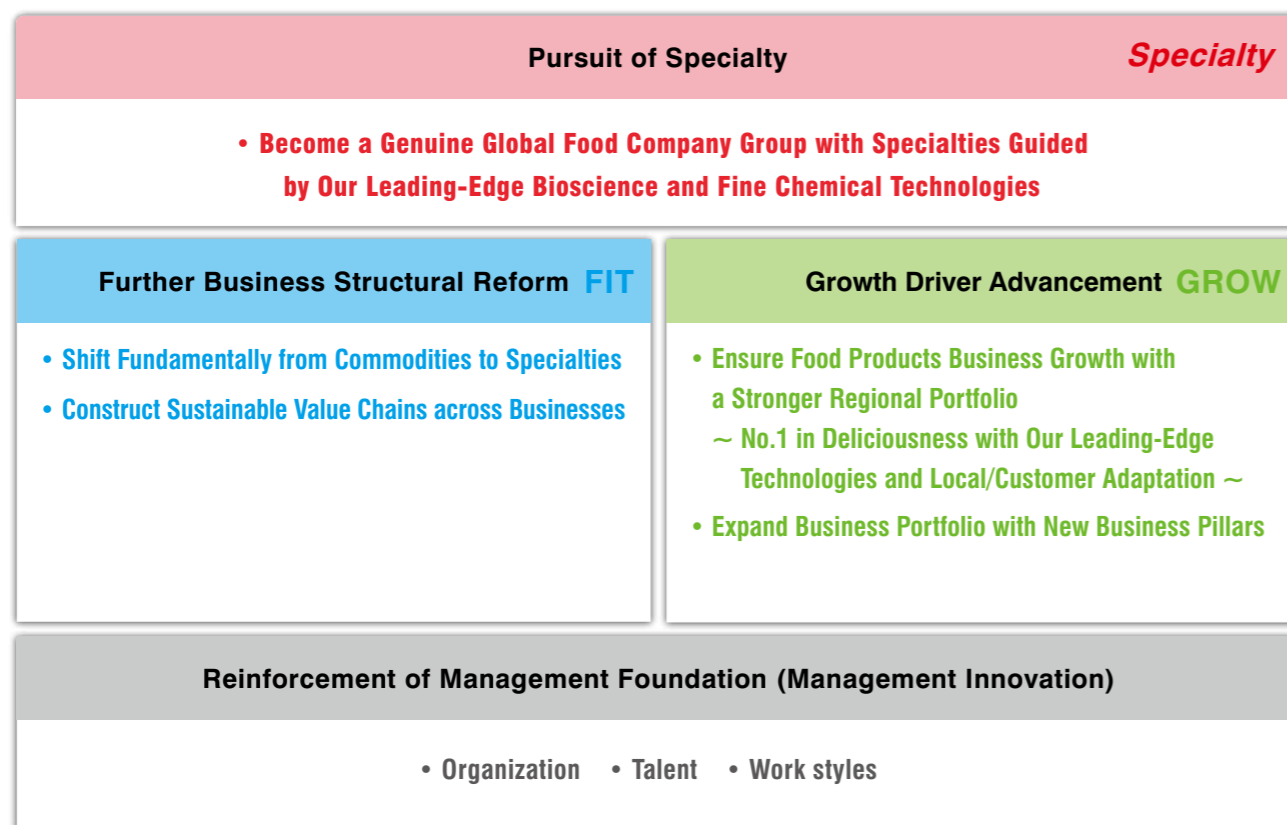 Pursuit of Specialty Specialty
• Become a Genuine Global Food Company Group with Specialties Guided
by Our Leading-Edge Bioscience and Fine Chemical Technologies
Further Business Structural Reform FIT
• Shift Fundamentally from Commodities to Specialties
• Construct Sustainable Value Chains across Businesses
Growth Driver Advancement GROW
• Ensure Food Products Business Growth with
a Stronger Regional Portfolio
~ No.1 in Deliciousness with Our Leading-Edge
Technologies and Local/Customer Adaptation ~
• Expand Business Portfolio with New Business Pillars
Reinforcement of Management Foundation (Management Innovation)
• Organization • Talent • Work styles